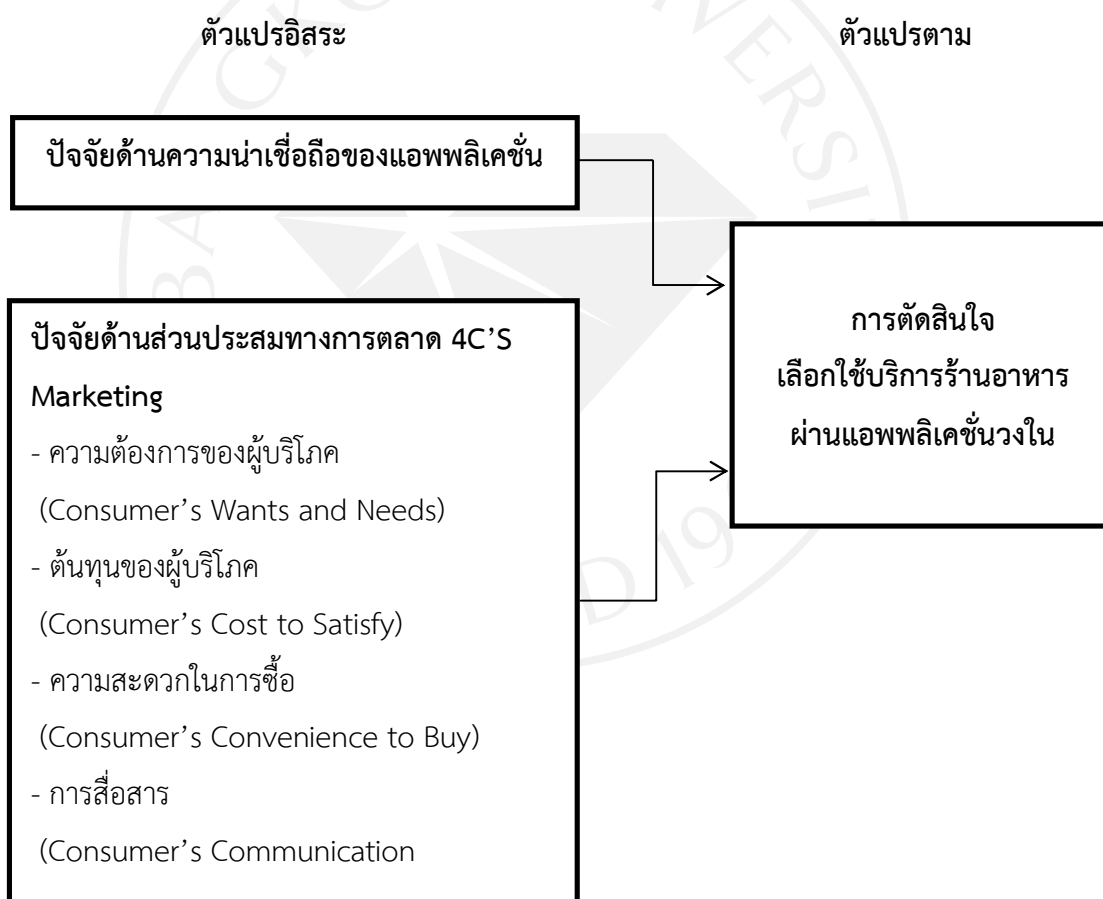 ตัวแปรอิสระ
ตัวแปรตาม
ปัจจัยด้านความน่าเชื่อถือของแอพพลิเคชั่น
ปัจจัยด้านส่วนประสมทางการตลาด 4C’S
Marketing
- ความต้องการของผู้บริโภค
(Consumer’s Wants and Needs)
- ต้นทุนของผู้บริโภค
(Consumer’s Cost to Satisfy)
- ความสะดวกในการซื้อ
(Consumer’s Convenience to Buy)
- การสื่อสาร
(Consumer’s Communication
การตัดสินใจ
เลือกใช้บริการร้านอาหาร
ผ่านแอพพลิเคชั่นวงใน